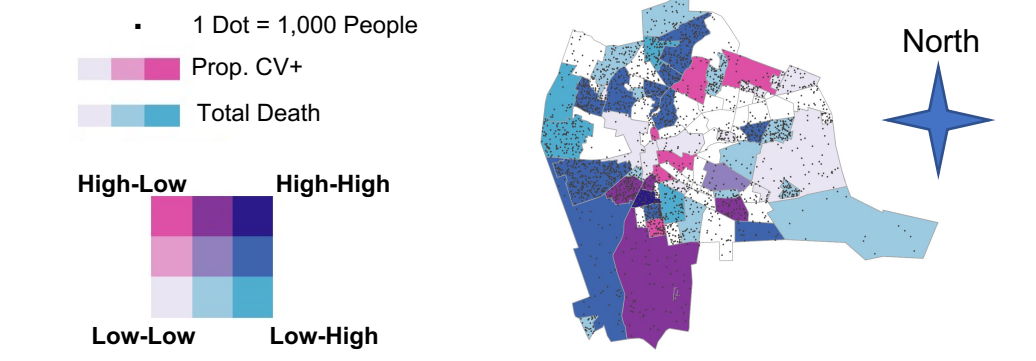 1 Dot = 1,000 People
Prop. CV+
Total Death
North
High-Low High-High
Low-Low Low-High